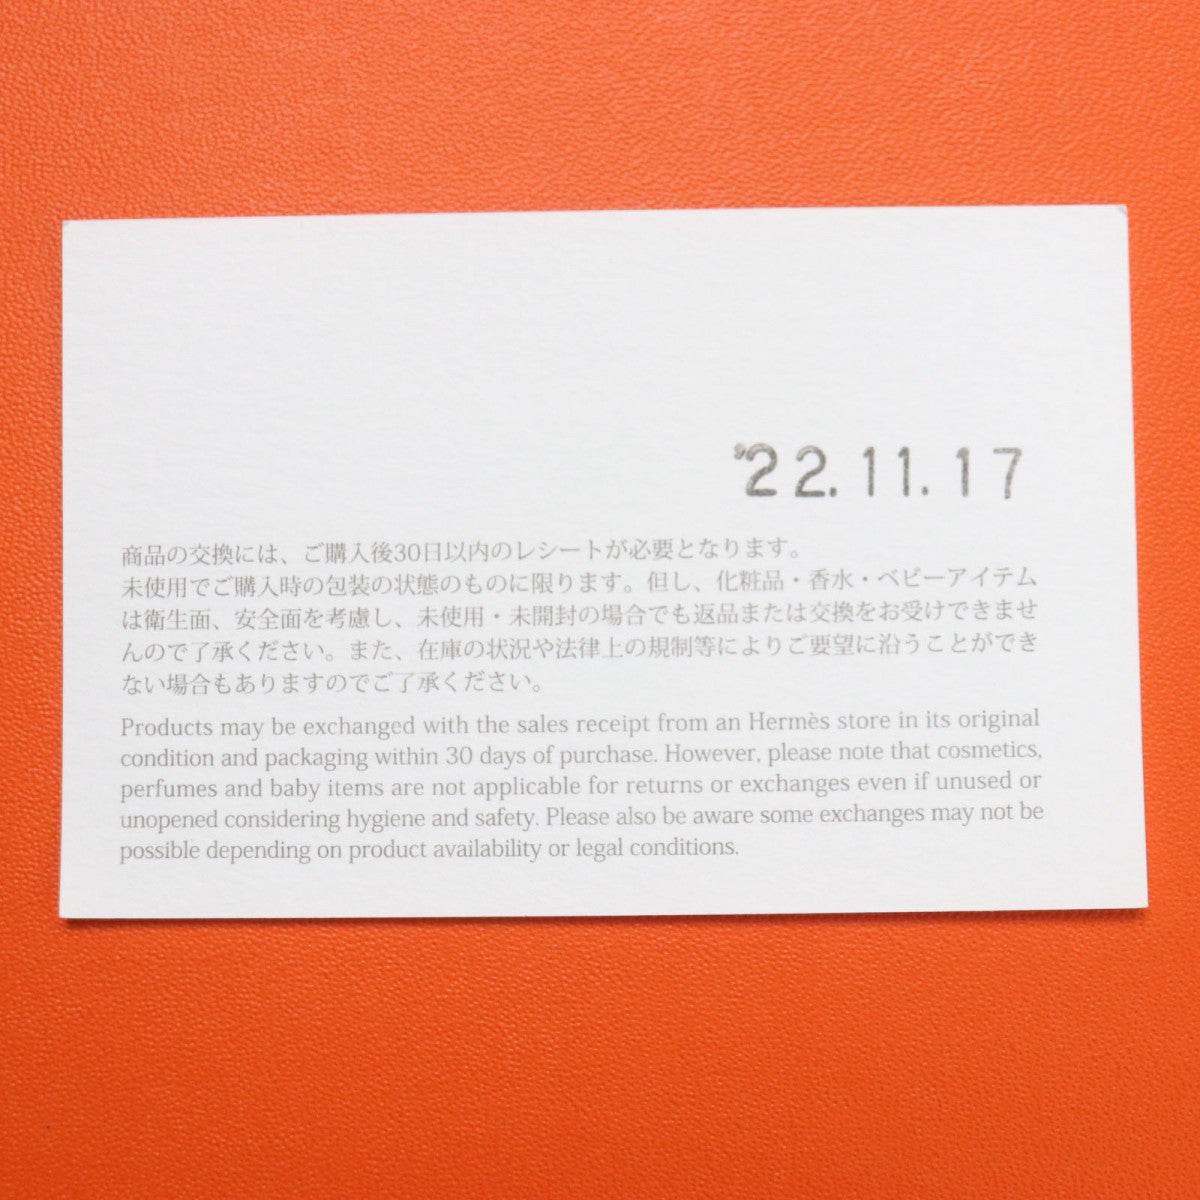 '22.11.17
商品の交換には、ご購入後30日以内のレシートが必要となります。
未使用でご購入時の包装の状態のものに限ります。但し、化粧品・香水・ベビーアイテム
は衛生面、安全面を考慮し、未使用・未開封の場合でも返品または交換をお受けできませ
んので了承ください。また、在庫の状況や法律上の規制等によりご要望に沿うことができ
ない場合もありますのでご了承ください。
Products may be exchanged with the sales receipt from an Hermès store in its original
condition and packaging within 30 days of purchase. However, please note that cosmetics,
perfumes and baby items are not applicable for returns or exchanges even if unused or
unopened considering hygiene and safety. Please also be aware some exchanges may not be
possible depending on product availability or legal conditions.